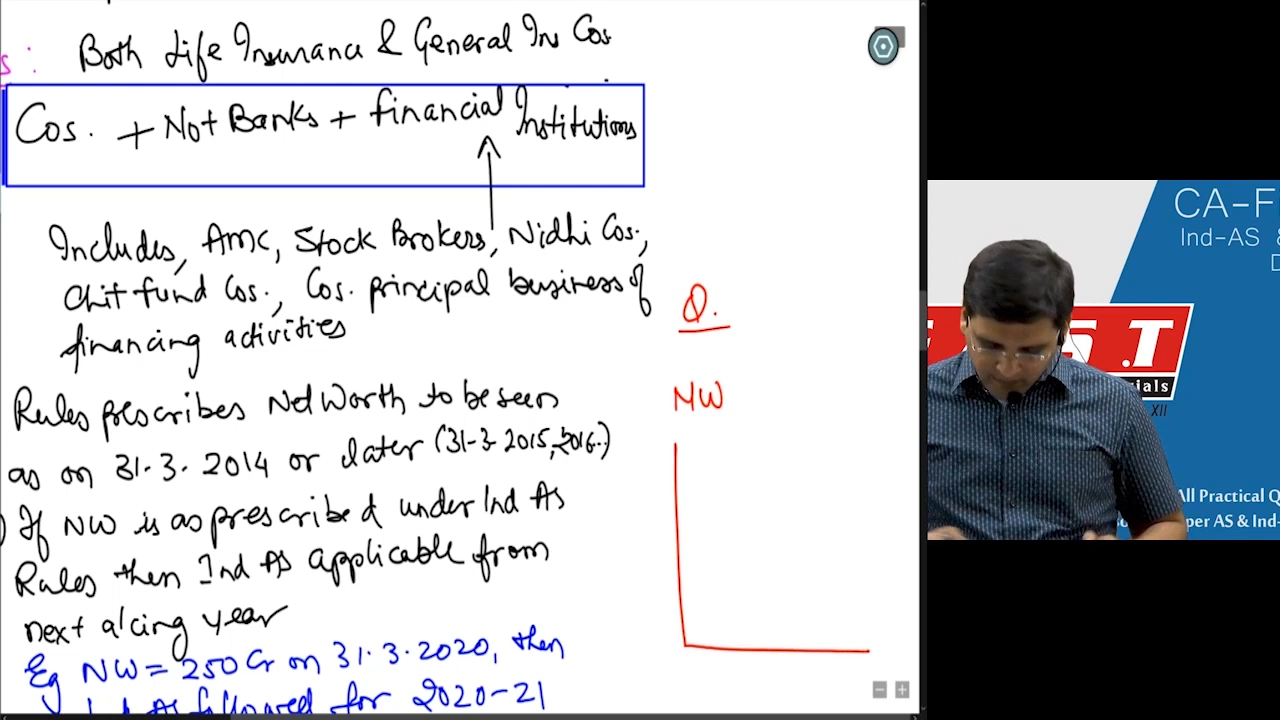 s: Both Life Insurance & General Ins Cos
Cos. + Not Banks + financial Institutions
Includes, AMC, Stock Brokers, Nidhi Cos.,
Chit fund Cos., Cos. principal business of
financing activities
Rules prescribes Net Worth to be seen
as on 31.3.2014 or later (31-3-2015, 2016..)
) If NW is as prescribed under Ind As
Rules then Ind As applicable from
next a/cing year
Eg NW = 250 Cr on 31.3.2020, then
Ind As followed for 2020-21
Q.
NW
CA-F
Ind-AS &
D
ST
.T
ials
XII
All Practical Q
per AS & Ind-